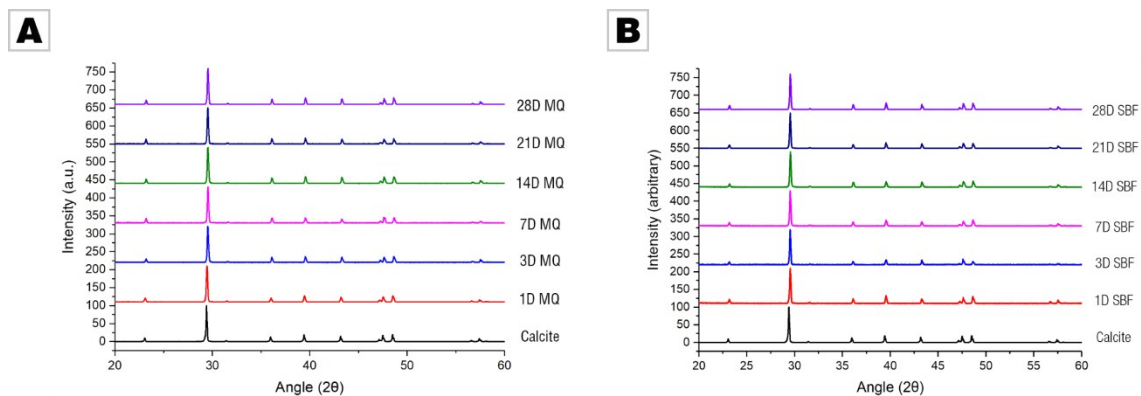 A
Intensity (a.u.)
750
700
650
600
550
500
450
400
350
300
250
200
150
100
50
0
28D MQ
21D MQ
14D MQ
7D MQ
3D MQ
1D MQ
Calcite
20 30 40 50 60
Angle (2θ)
B
Intensity (arbitrary)
750
700
650
600
550
500
450
400
350
300
250
200
150
100
50
0
28D SBF
21D SBF
14D SBF
7D SBF
3D SBF
1D SBF
Calcite
20 25 30 35 40 45 50 55 60
Angle (2θ)